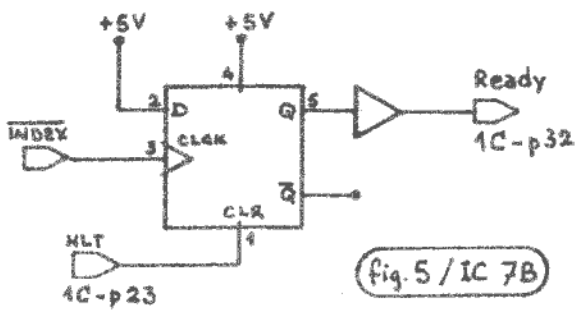 +5V
+5V
4
2 D
Q 5
Ready
1C-p32
INDEX
3 CLCK
Q
CLR
1
HLT
1C-p23
fig. 5 / IC 7B